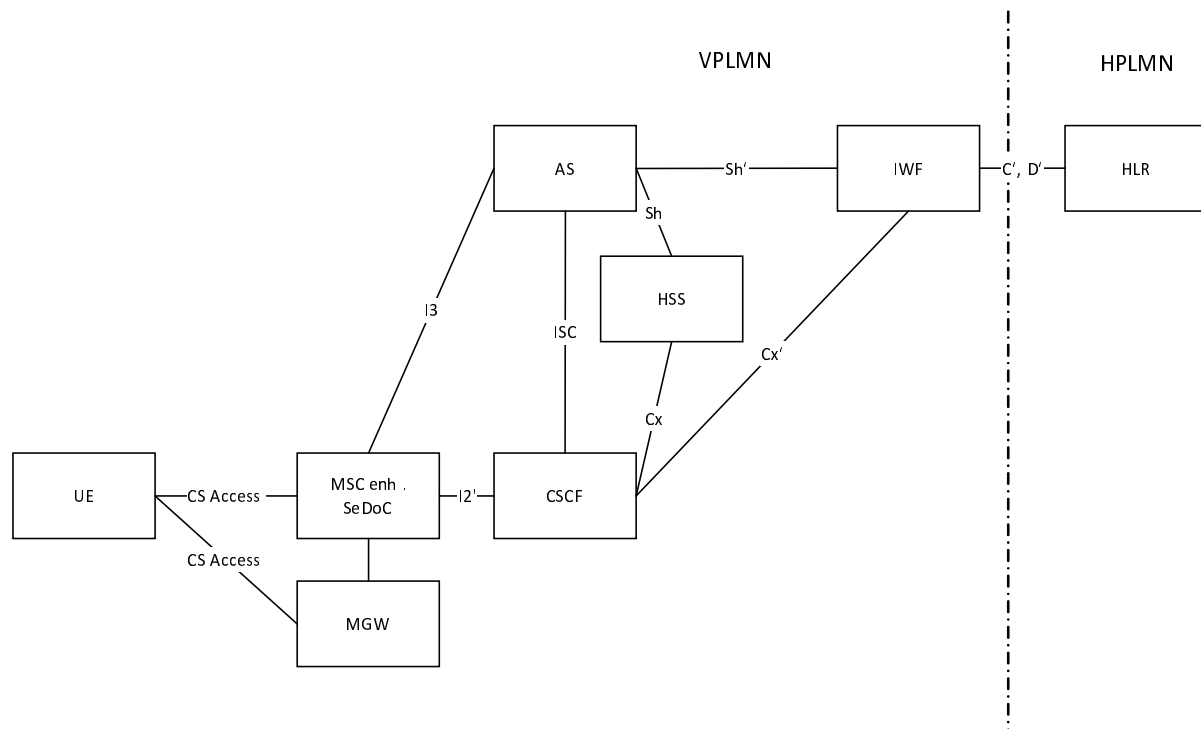 VPLMN
HPLMN
AS
Sh'
IWF
C', D'
HLR
Sh
HSS
I3
ISC
Cx'
Cx
UE
CS Access
MSC enh .
SeDoC
I2'
CSCF
CS Access
MGW